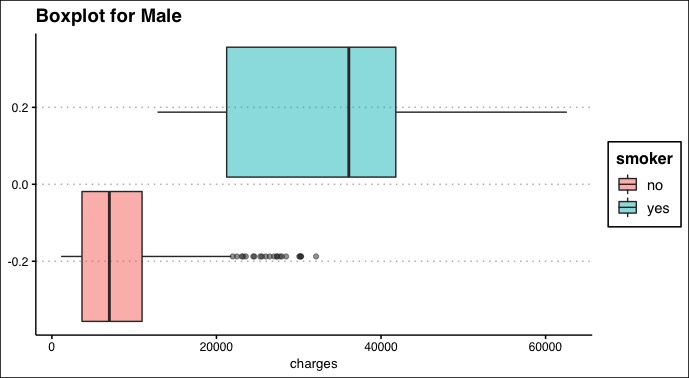 Boxplot for Male
0.2
0.0
-0.2
0
20000
40000
60000
charges
smoker
no
yes